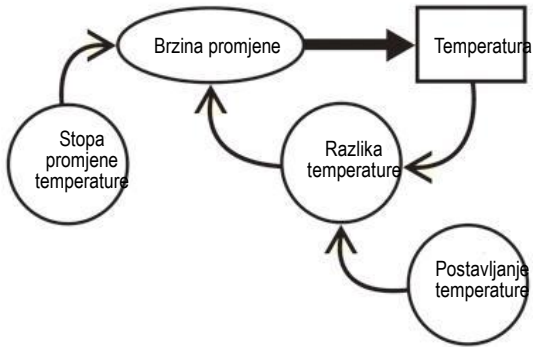 Brzina promjene
Temperatura
Stopa
promjene
temperature
Razlika
temperature
Postavljanje
temperature